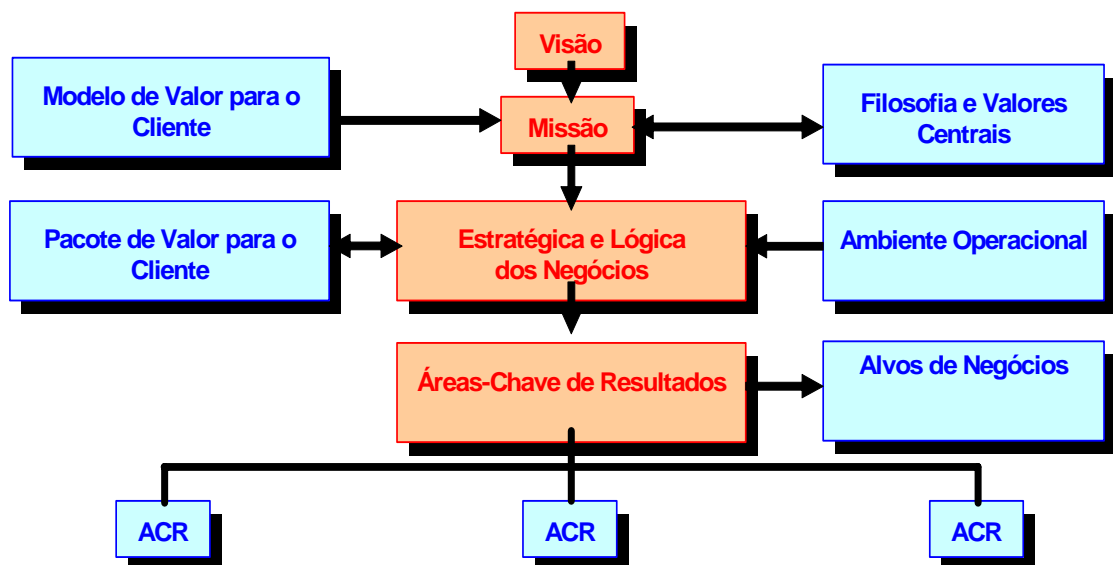 Visão
Modelo de Valor para o
Cliente
Missão
Filosofia e Valores
Centrais
Pacote de Valor para o
Cliente
Estratégica e Lógica
dos Negócios
Ambiente Operacional
Áreas-Chave de Resultados
Alvos de Negócios
ACR
ACR
ACR